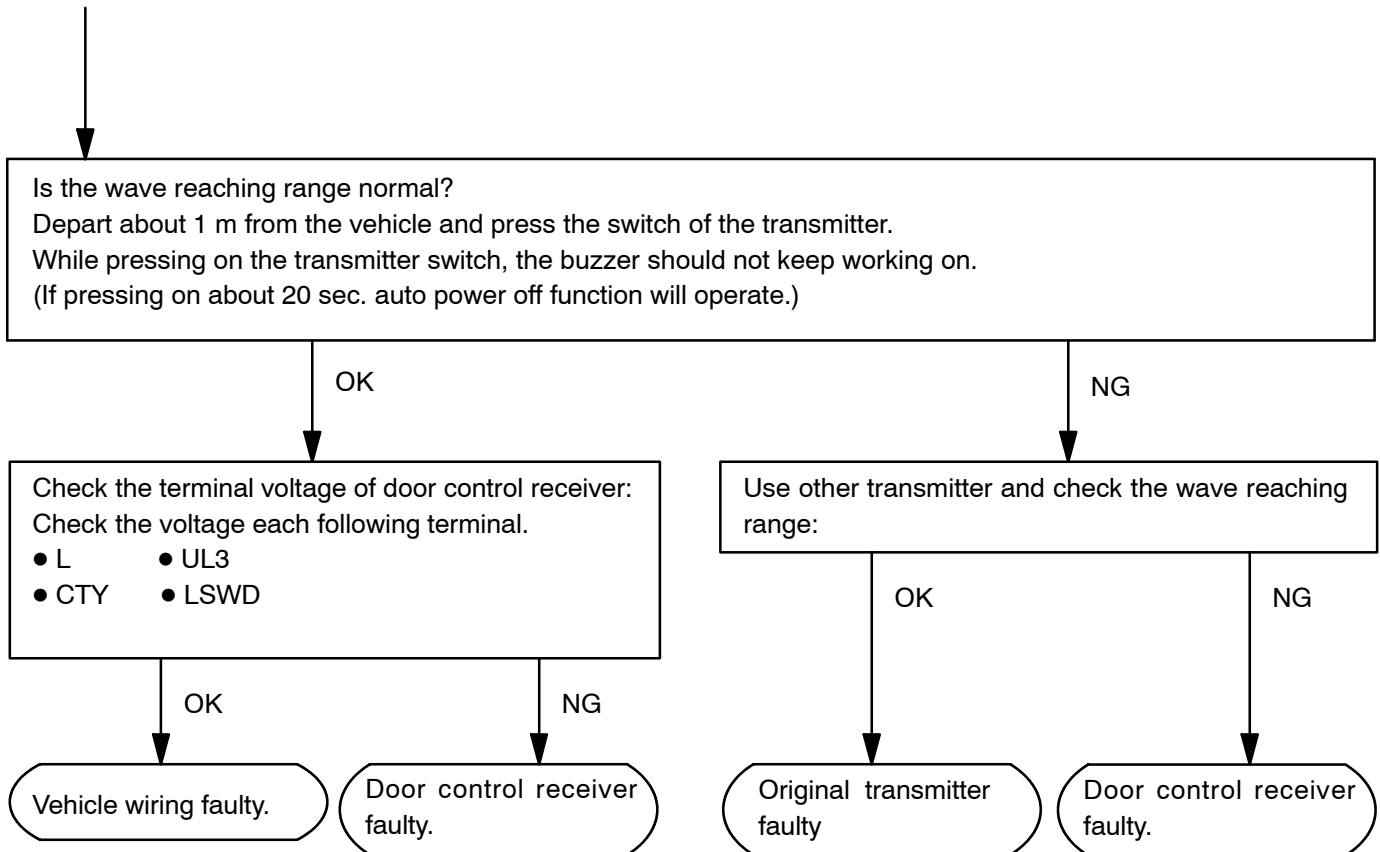 Is the wave reaching range normal?
Depart about 1 m from the vehicle and press the switch of the transmitter.
While pressing on the transmitter switch, the buzzer should not keep working on.
(If pressing on about 20 sec. auto power off function will operate.)
OK
NG
Check the terminal voltage of door control receiver:
Check the voltage each following terminal.
● L ● UL3
● CTY ● LSWD
Use other transmitter and check the wave reaching
range:
OK
NG
OK
NG
Vehicle wiring faulty.
Door control receiver
faulty.
Original transmitter
faulty
Door control receiver
faulty.